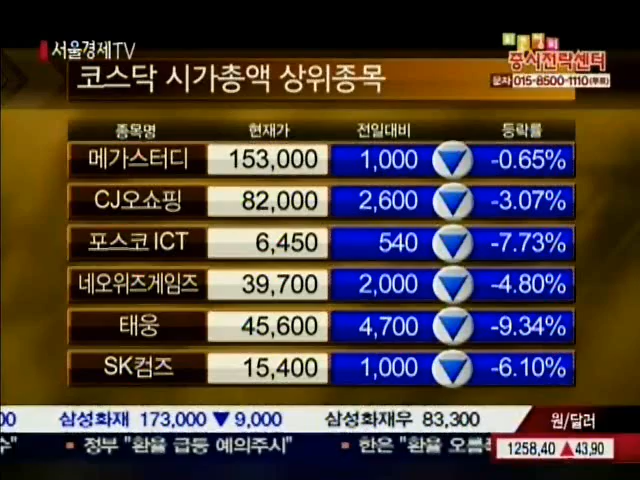 서울경제TV
증시전략센터
문자 015-8500-1110(무료)
코스닥 시가총액 상위종목
종목명 현재가 전일대비 등락률
메가스터디 153,000 1,000 ▼ -0.65%
CJ오쇼핑 82,000 2,600 ▼ -3.07%
포스코 ICT 6,450 540 ▼ -7.73%
네오위즈게임즈 39,700 2,000 ▼ -4.80%
태웅 45,600 4,700 ▼ -9.34%
SK컴즈 15,400 1,000 ▼ -6.10%
00 삼성화재 173,000 ▼ 9,000 삼성화재우 83,300 원/달러
수" ▪ 정부 "환율 급등 예의주시" ▪ 한은 "환율 오름 1258,40 ▲43,90